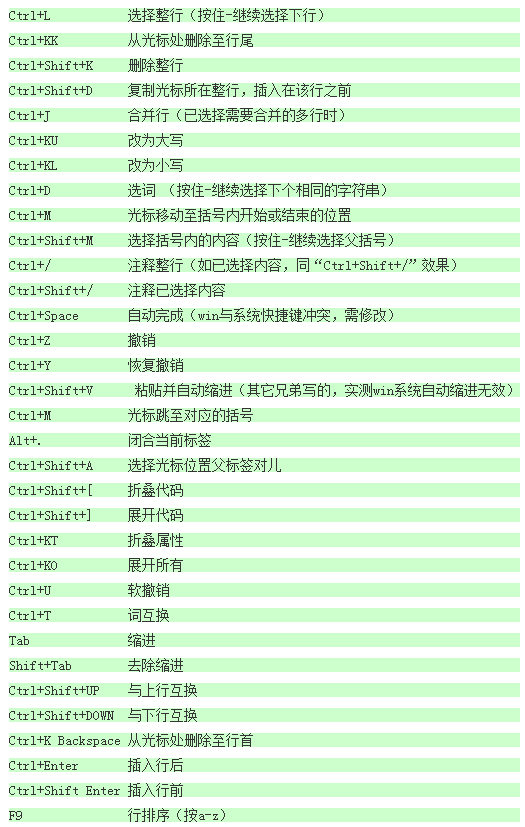 Ctrl+L 选择整行（按住-继续选择下行）
Ctrl+KK 从光标处删除至行尾
Ctrl+Shift+K 删除整行
Ctrl+Shift+D 复制光标所在整行，插入在该行之前
Ctrl+J 合并行（已选择需要合并的多行时）
Ctrl+KU 改为大写
Ctrl+KL 改为小写
Ctrl+D 选词 （按住-继续选择下个相同的字符串）
Ctrl+M 光标移动至括号内开始或结束的位置
Ctrl+Shift+M 选择括号内的内容（按住-继续选择父括号）
Ctrl+/ 注释整行（如已选择内容，同“Ctrl+Shift+/”效果）
Ctrl+Shift+/ 注释已选择内容
Ctrl+Space 自动完成（win与系统快捷键冲突，需修改）
Ctrl+Z 撤销
Ctrl+Y 恢复撤销
Ctrl+Shift+V 粘贴并自动缩进（其它兄弟写的，实测win系统自动缩进无效）
Ctrl+M 光标跳至对应的括号
Alt+. 闭合当前标签
Ctrl+Shift+A 选择光标位置父标签对儿
Ctrl+Shift+[ 折叠代码
Ctrl+Shift+] 展开代码
Ctrl+KT 折叠属性
Ctrl+KO 展开所有
Ctrl+U 软撤销
Ctrl+T 词互换
Tab 缩进
Shift+Tab 去除缩进
Ctrl+Shift+UP 与上行互换
Ctrl+Shift+DOWN 与下行互换
Ctrl+K Backspace 从光标处删除至行首
Ctrl+Enter 插入行后
Ctrl+Shift Enter 插入行前
F9 行排序（按a-z）